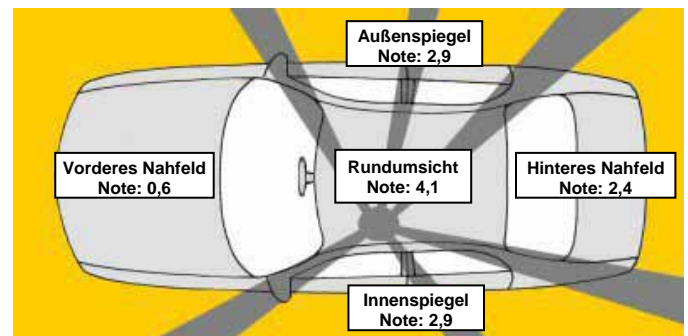 Außenspiegel
Note: 2,9
Vorderes Nahfeld
Note: 0,6
Rundumsicht
Note: 4,1
Hinteres Nahfeld
Note: 2,4
Innenspiegel
Note: 2,9